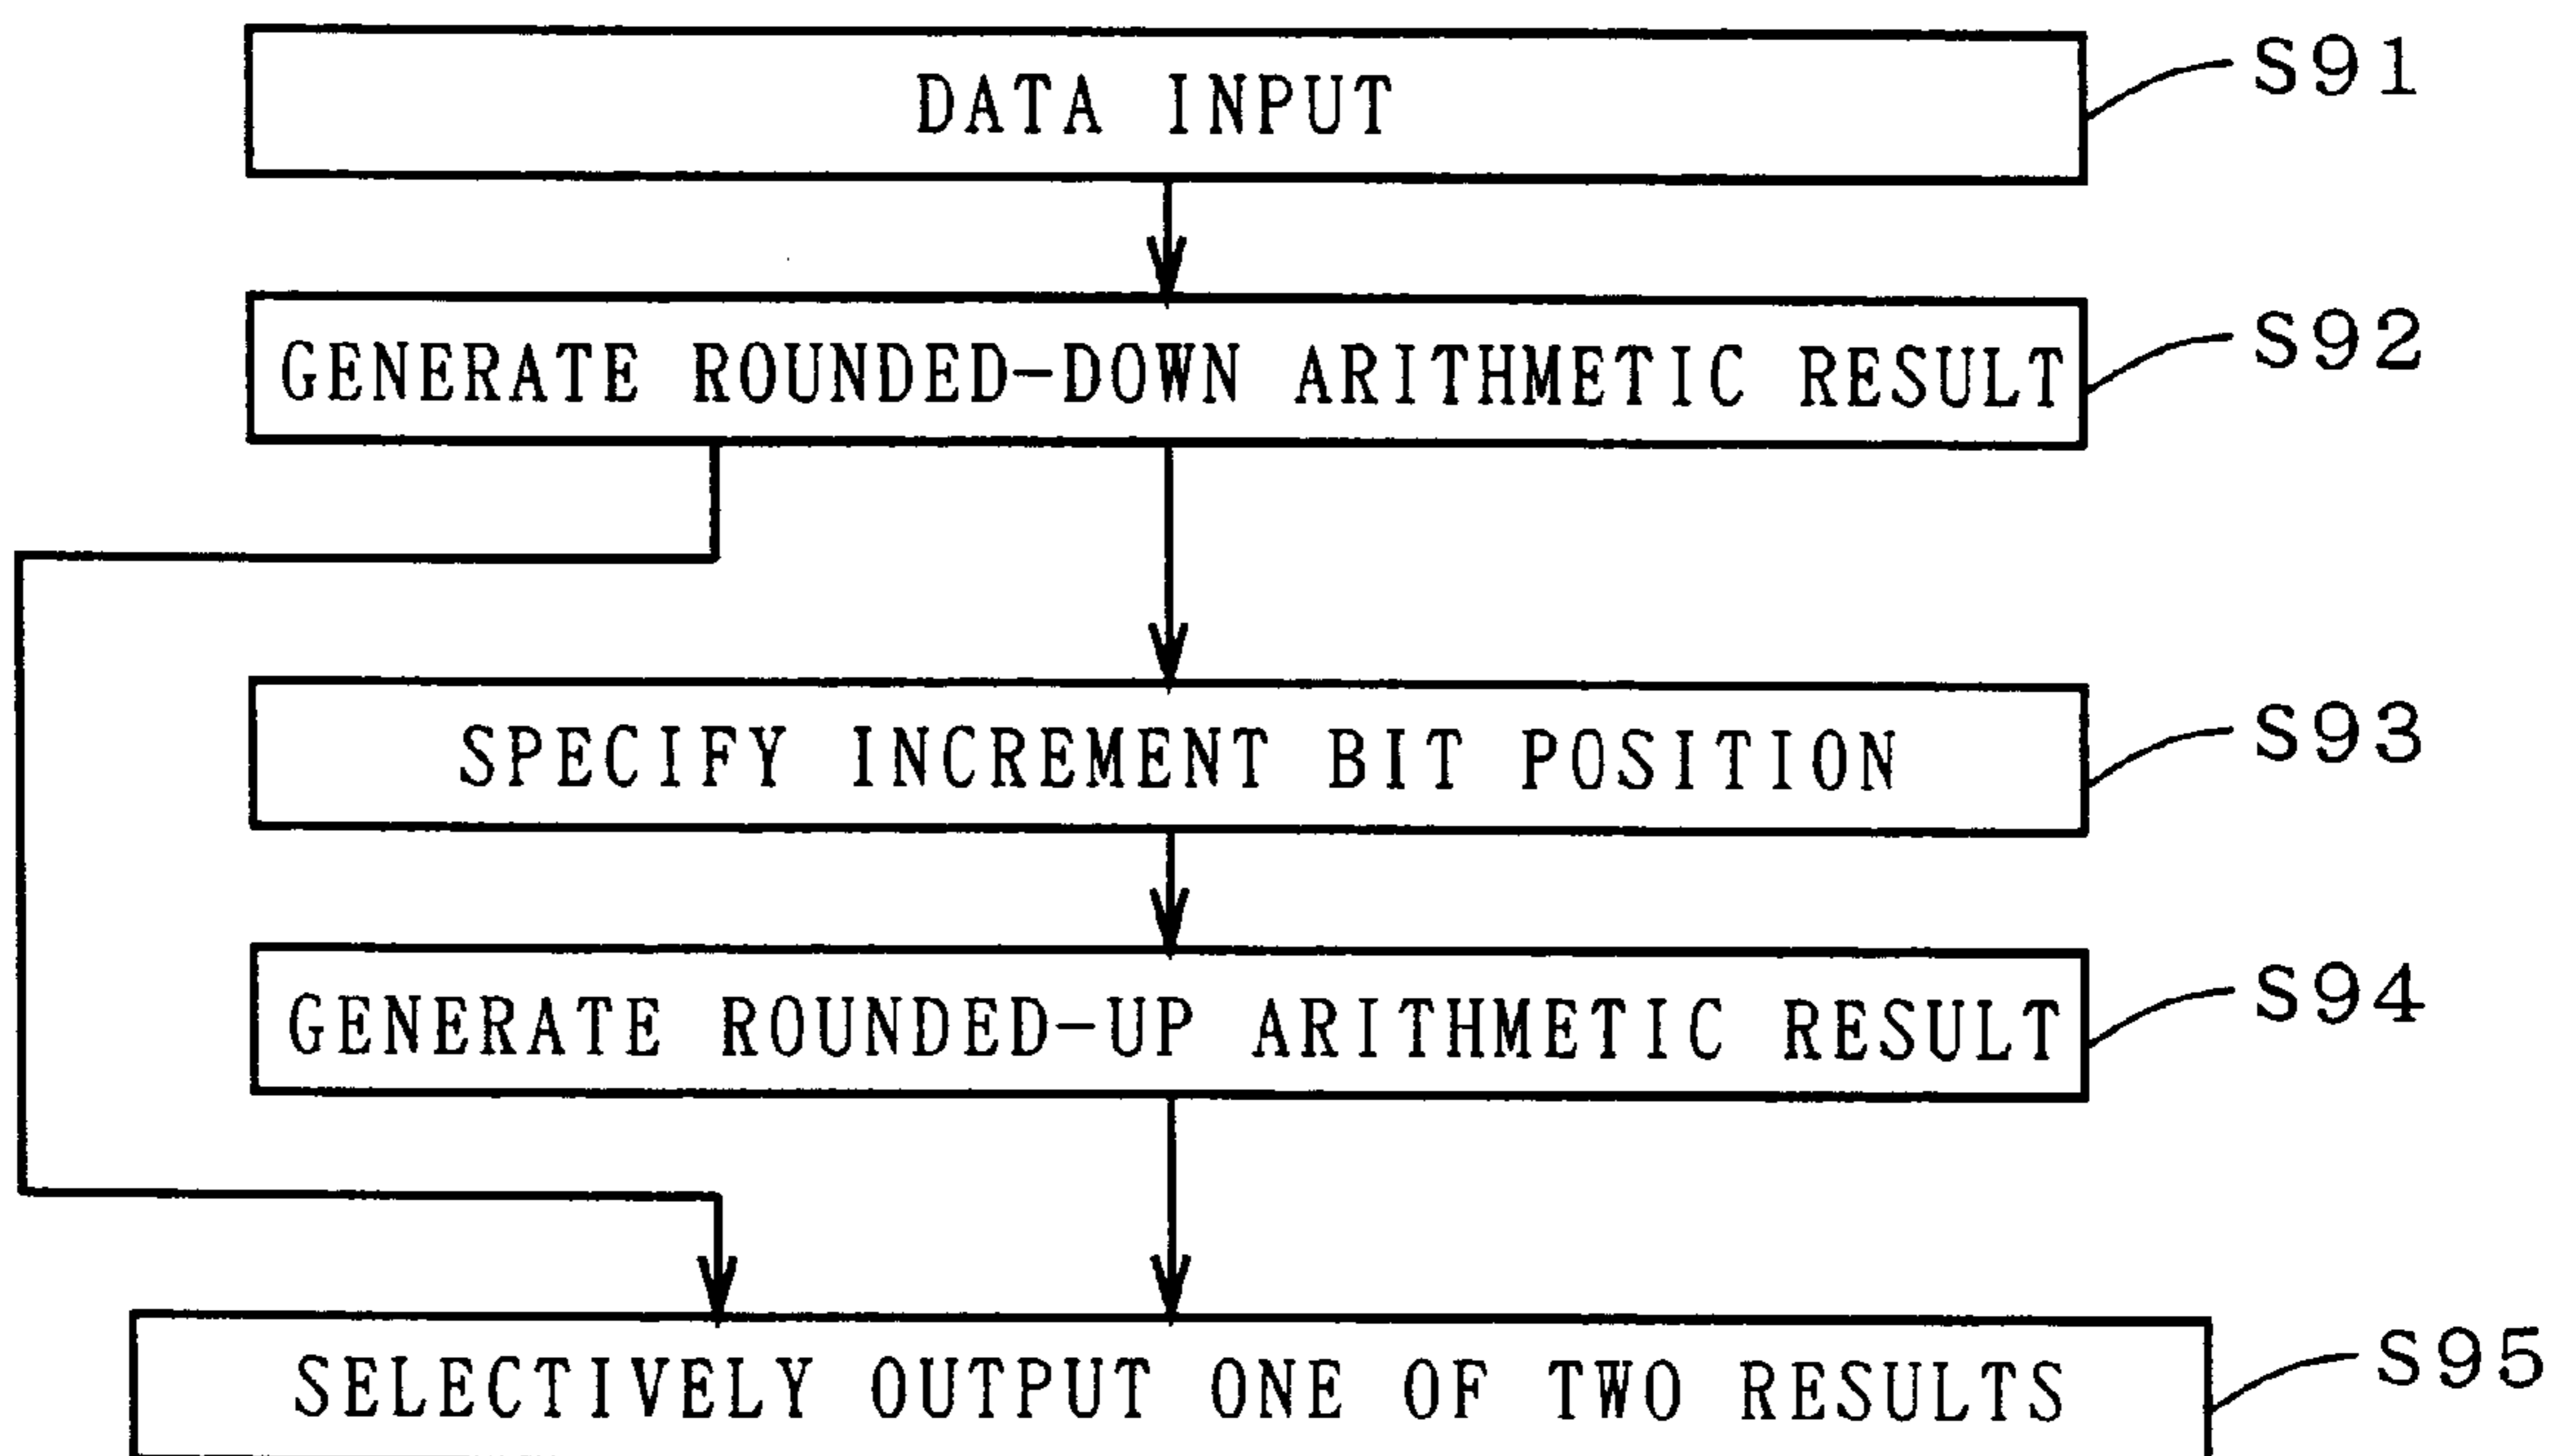 DATA INPUT S91
GENERATE ROUNDED-DOWN ARITHMETIC RESULT S92
SPECIFY INCREMENT BIT POSITION S93
GENERATE ROUNDED-UP ARITHMETIC RESULT S94
SELECTIVELY OUTPUT ONE OF TWO RESULTS S95